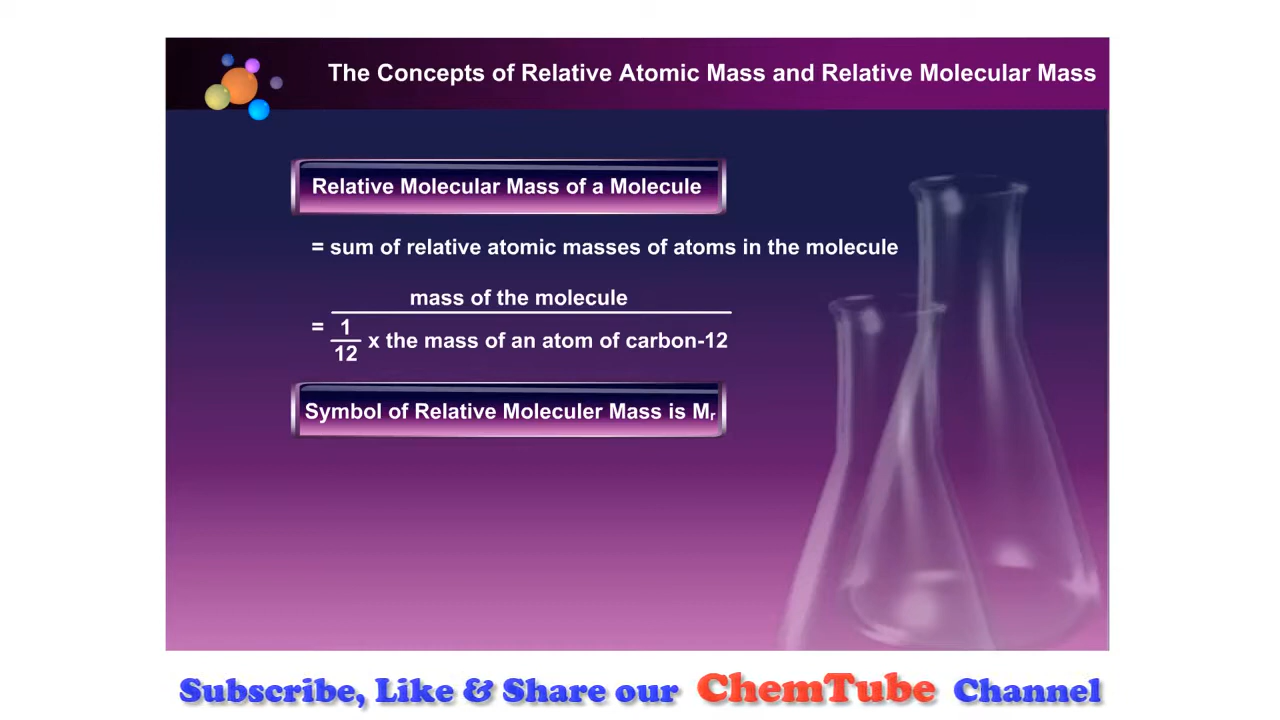 The Concepts of Relative Atomic Mass and Relative Molecular Mass
Relative Molecular Mass of a Molecule
= sum of relative atomic masses of atoms in the molecule
mass of the molecule
= 1
12 x the mass of an atom of carbon-12
Symbol of Relative Moleculer Mass is Mr
Subscribe, Like & Share our ChemTube Channel